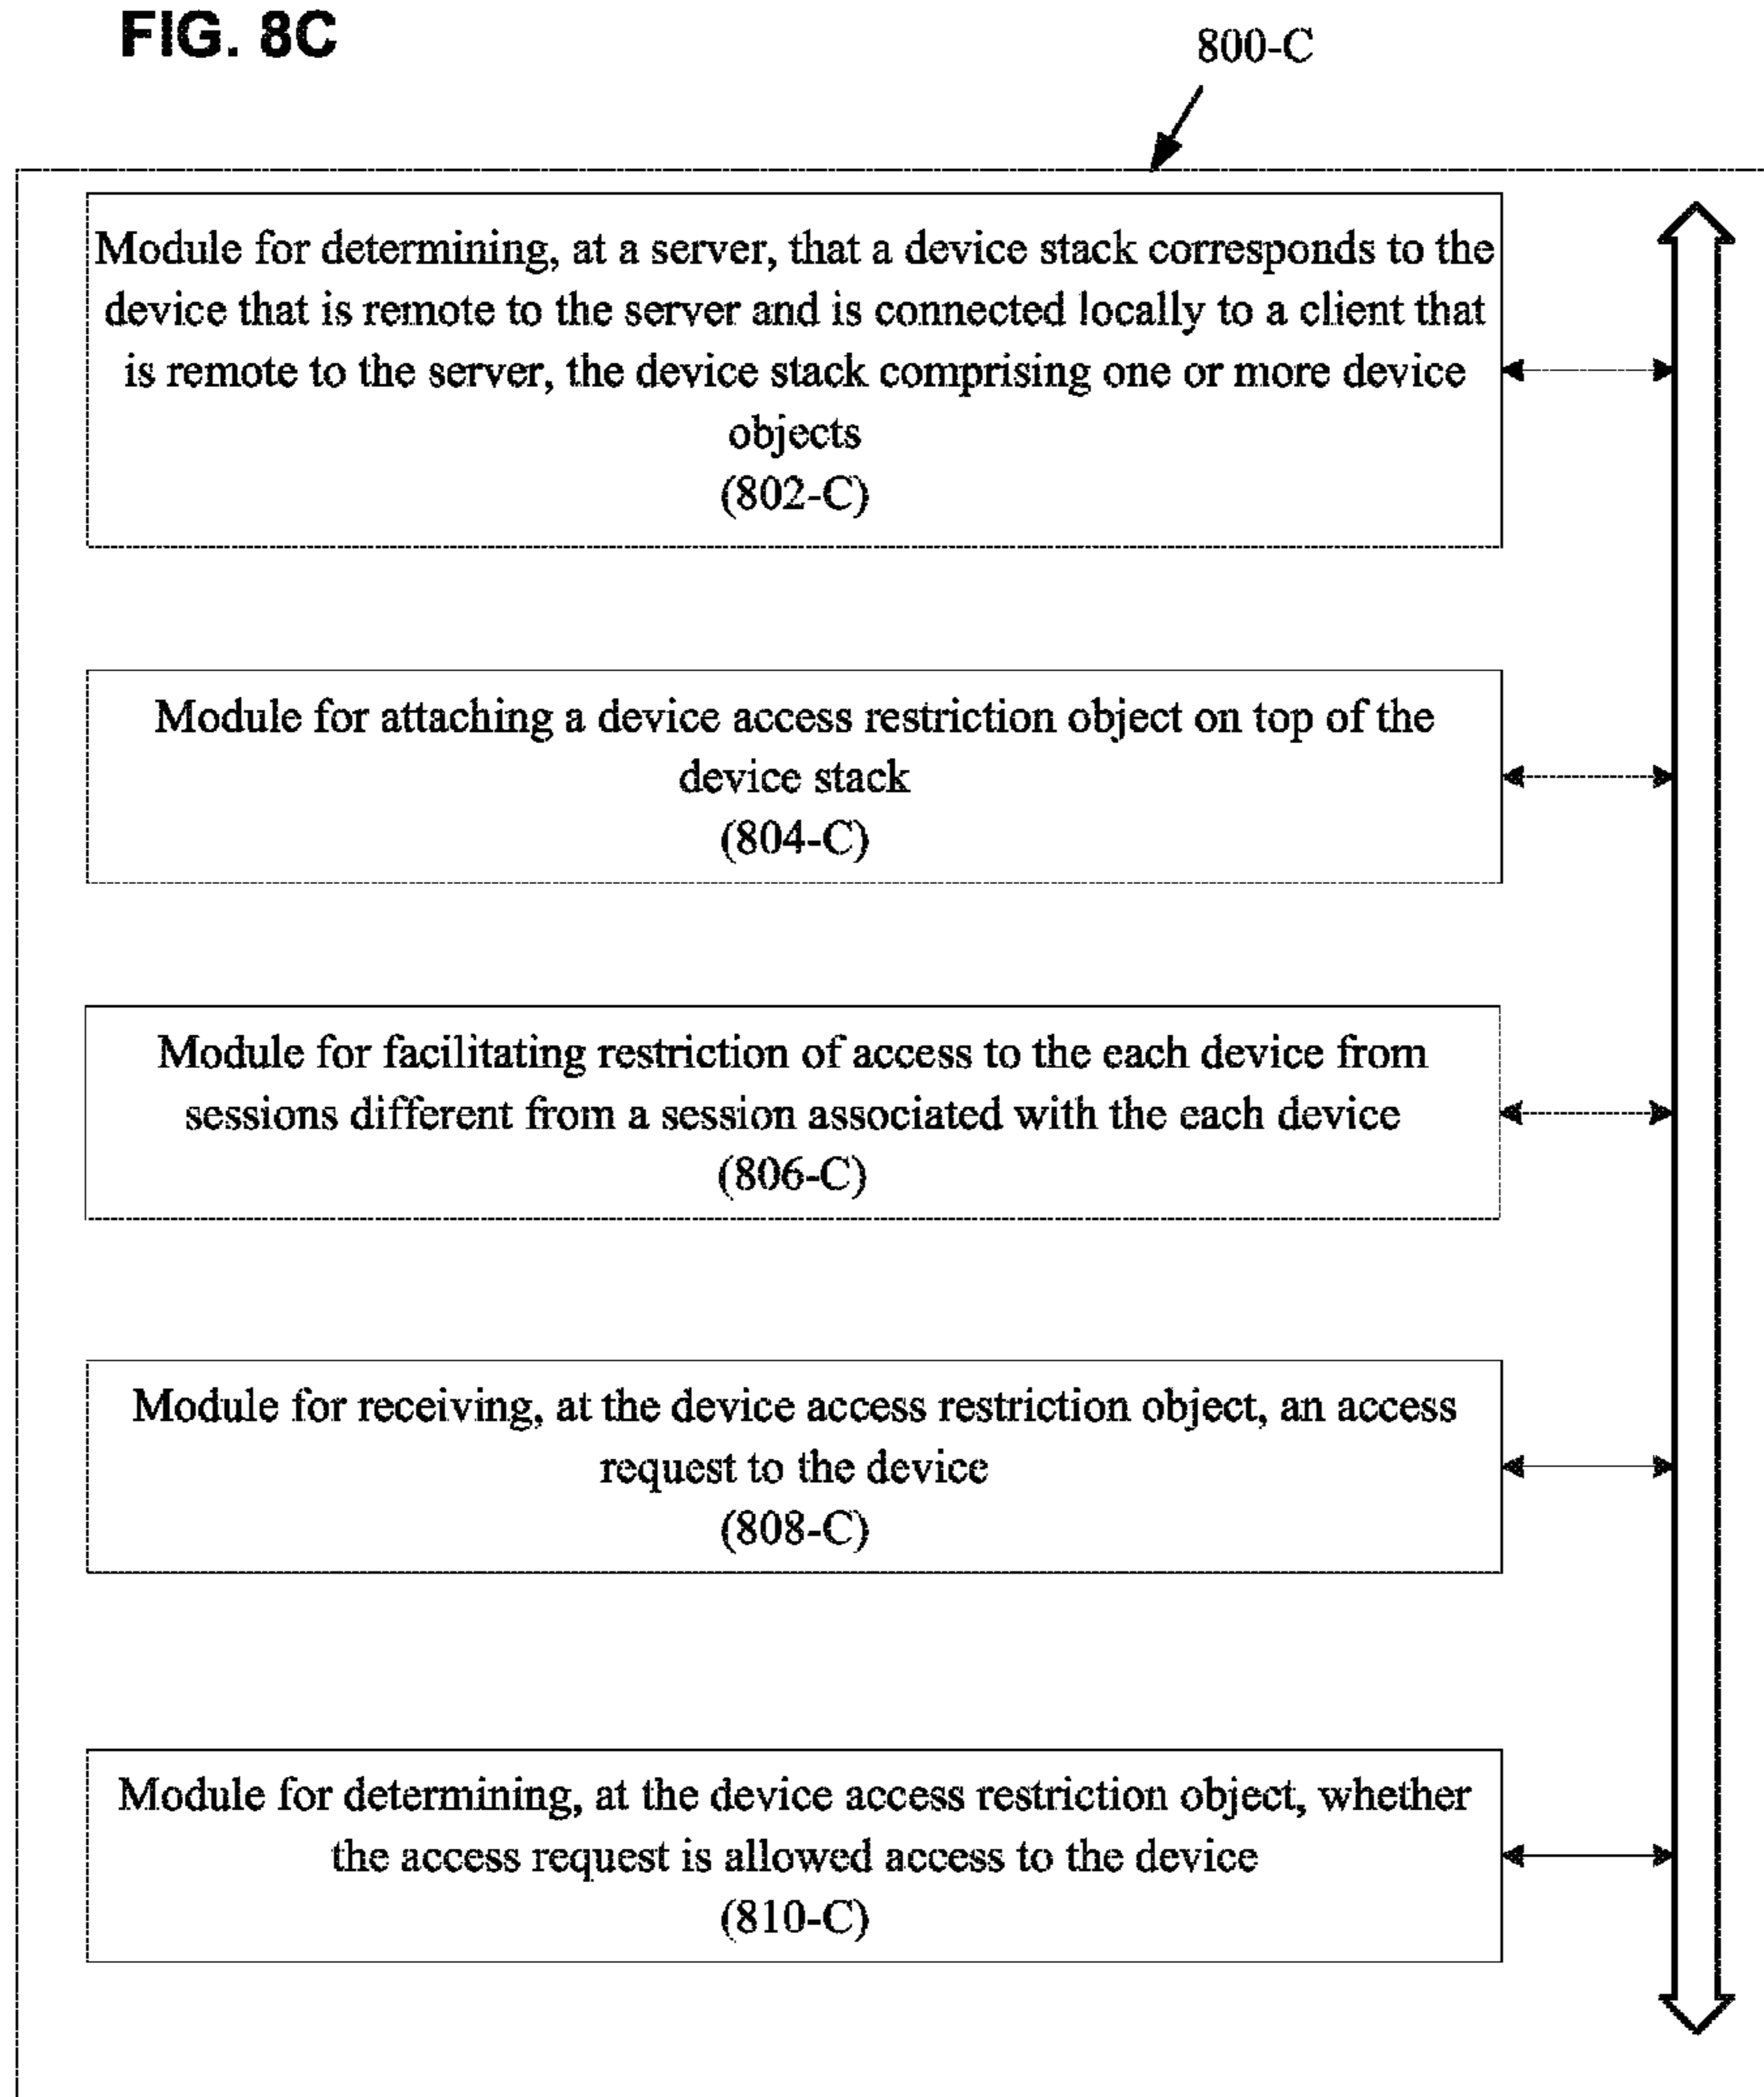 FIG. 8C
800-C
Module for determining, at a server, that a device stack corresponds to the
device that is remote to the server and is connected locally to a client that
is remote to the server, the device stack comprising one or more device
objects
(802-C)
Module for attaching a device access restriction object on top of the
device stack
(804-C)
Module for facilitating restriction of access to the each device from
sessions different from a session associated with the each device
(806-C)
Module for receiving, at the device access restriction object, an access
request to the device
(808-C)
Module for determining, at the device access restriction object, whether
the access request is allowed access to the device
(810-C)